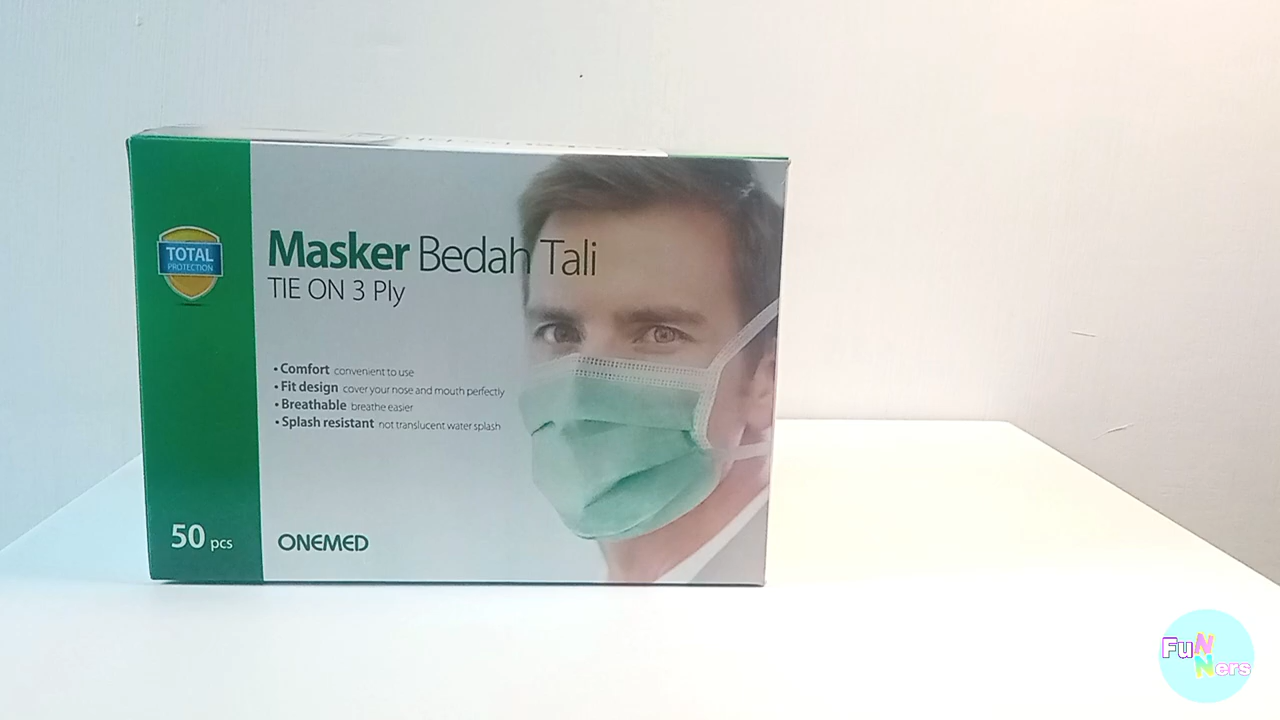 TOTAL
PROTECTION
Masker Bedah Tali
TIE ON 3 Ply
• Comfort convenient to use
• Fit design cover your nose and mouth perfectly
• Breathable breathe easier
• Splash resistant not translucent water splash
50 pcs
ONEMED
FuNNers